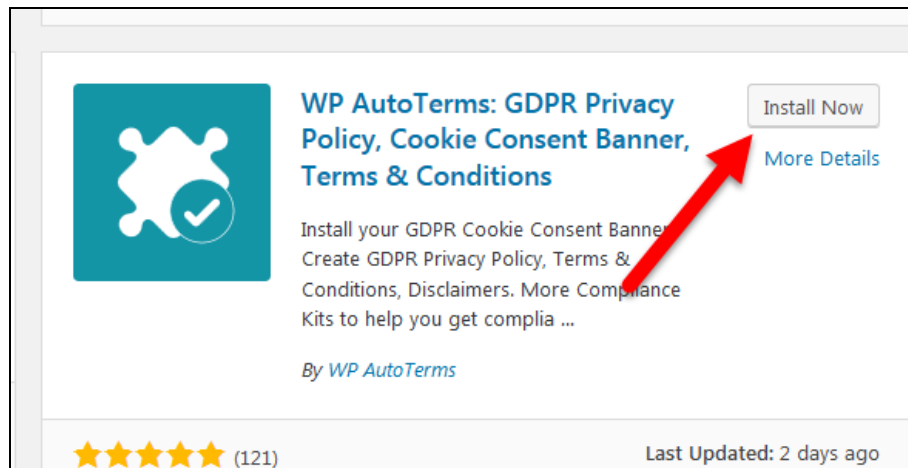 WP AutoTerms: GDPR Privacy
Policy, Cookie Consent Banner,
Terms & Conditions
Install Now
More Details
Install your GDPR Cookie Consent Banner
Create GDPR Privacy Policy, Terms &
Conditions, Disclaimers. More Compliance
Kits to help you get complia ...
By WP AutoTerms
(121)
Last Updated: 2 days ago